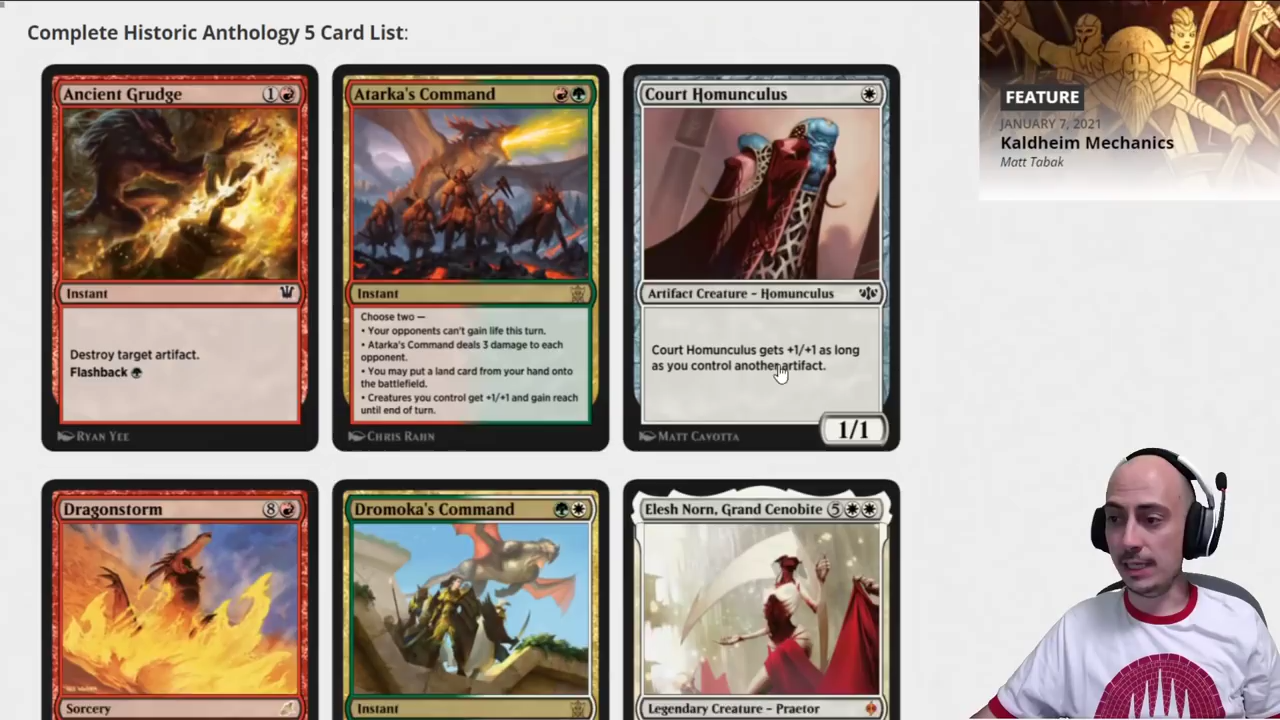 Complete Historic Anthology 5 Card List:
Ancient Grudge 1
Instant
Destroy target artifact.
Flashback
RYAN YEE
Atarka's Command
Instant
Choose two —
• Your opponents can't gain life this turn.
• Atarka's Command deals 3 damage to each
opponent.
• You may put a land card from your hand onto
the battlefield.
• Creatures you control get +1/+1 and gain reach
until end of turn.
CHRIS RAHN
Court Homunculus
Artifact Creature – Homunculus
Court Homunculus gets +1/+1 as long
as you control another artifact.
1/1
MATT CAVOTTA
Dragonstorm 8
Sorcery
Dromoka's Command
Instant
Elesh Norn, Grand Cenobite 5
Legendary Creature – Praetor
FEATURE
JANUARY 7, 2021
Kaldheim Mechanics
Matt Tabak